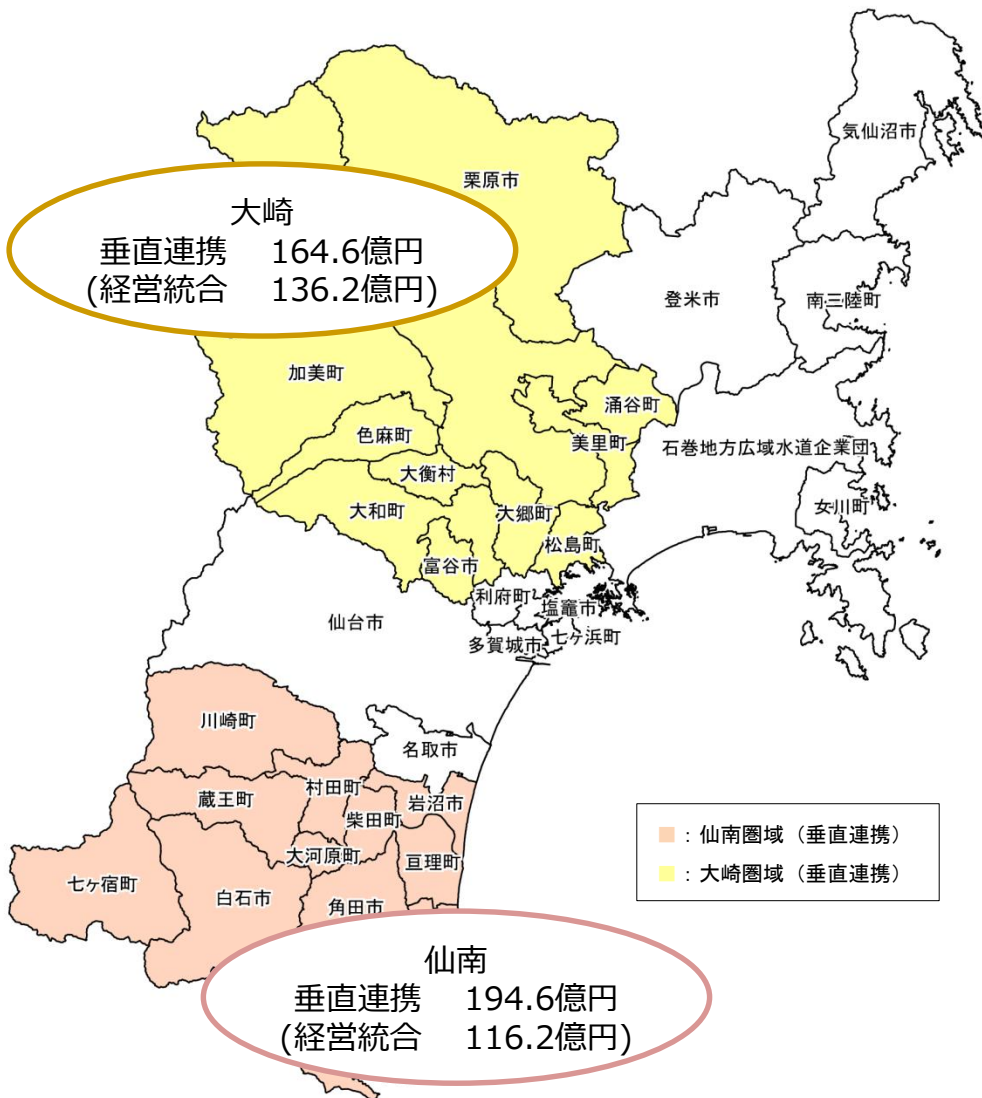 気仙沼市
栗原市
大崎
垂直連携 164.6億円
(経営統合 136.2億円)
登米市
南三陸町
加美町
涌谷町
色麻町
美里町
石巻地方広域水道企業団
大衡村
大和町
大郷町
女川町
松島町
富谷市
利府町
塩竈市
仙台市
多賀城市
七ヶ浜町
川崎町
名取市
村田町
蔵王町
岩沼市
柴田町
大河原町
亘理町
七ヶ宿町
白石市
角田市
:仙南圏域(垂直連携)
:大崎圏域(垂直連携)
仙南
垂直連携 194.6億円
(経営統合 116.2億円)